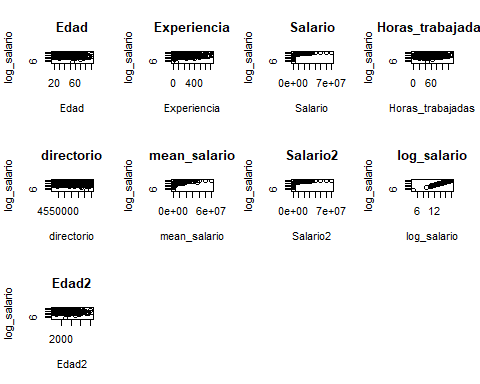 Edad Experiencia Salario Horas_trabajada
log_salario log_salario log_salario log_salario
6 6 6 6
20 60 0 400 0e+00 7e+07 0 60
Edad Experiencia Salario Horas_trabajadas
directorio mean_salario Salario2 log_salario
log_salario log_salario log_salario log_salario
6 6 6 6
4550000 0e+00 6e+07 0e+00 7e+07 6 12
directorio mean_salario Salario2 log_salario
Edad2
log_salario
6
2000
Edad2